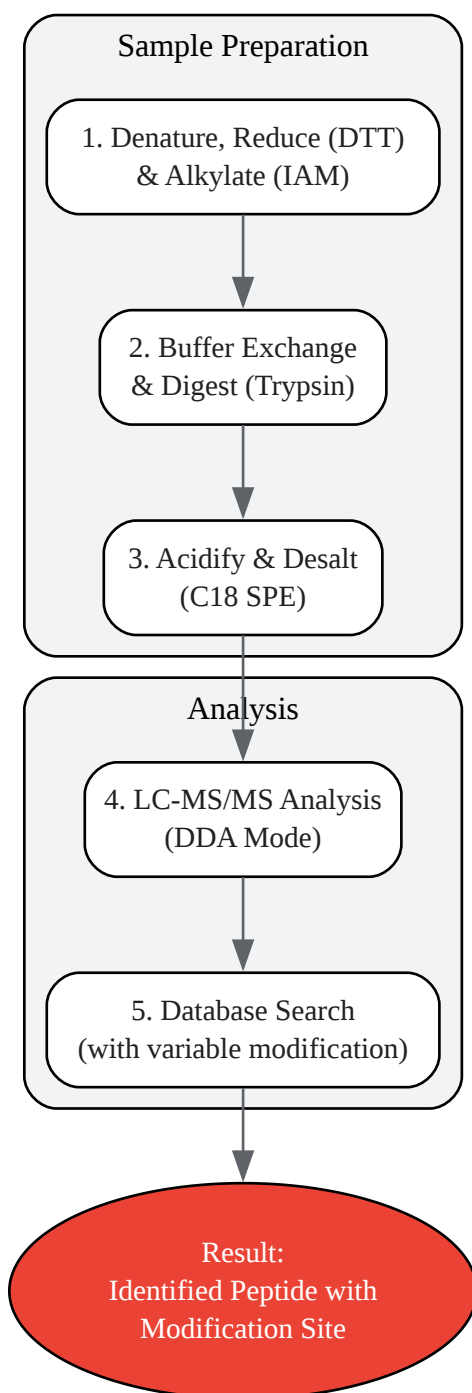 Sample Preparation
1. Denature, Reduce (DTT)
& Alkylate (IAM)
2. Buffer Exchange
& Digest (Trypsin)
3. Acidify & Desalt
(C18 SPE)
Analysis
4. LC-MS/MS Analysis
(DDA Mode)
5. Database Search
(with variable modification)
Result:
Identified Peptide with
Modification Site